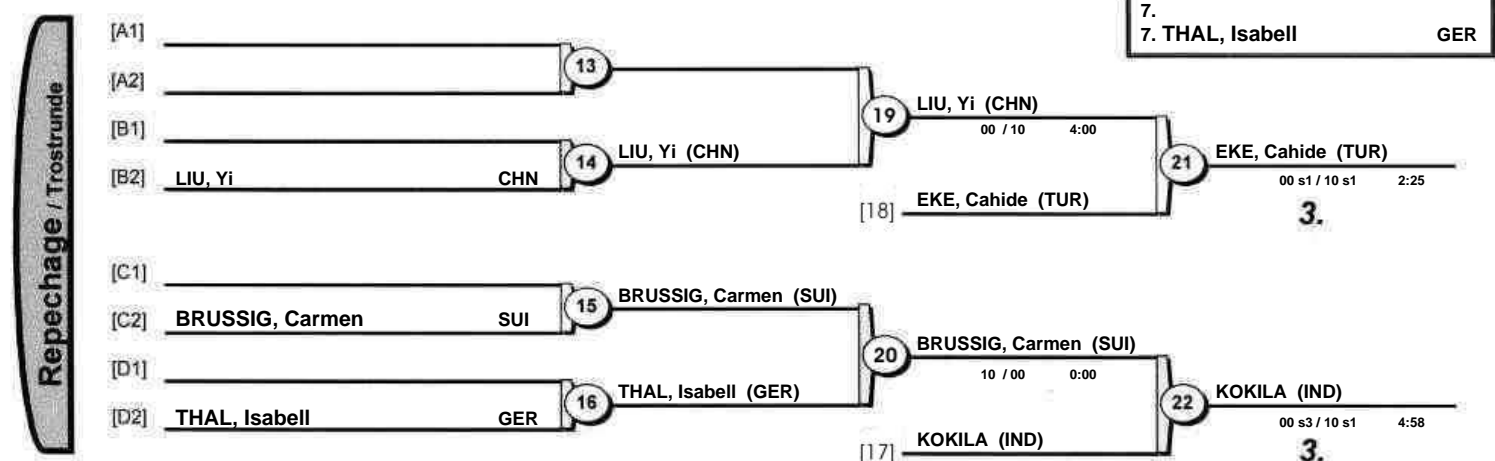 7.
7. THAL, Isabell GER
Repechage / Trostrunde
[A1]
[A2]
13
[B1]
[B2] LIU, Yi CHN
14
LIU, Yi (CHN)
19
LIU, Yi (CHN)
00 / 10 4:00
[18] EKE, Cahide (TUR)
21
EKE, Cahide (TUR)
00 s1 / 10 s1 2:25
3.
[C1]
[C2] BRUSSIG, Carmen SUI
15
BRUSSIG, Carmen (SUI)
[D1]
[D2] THAL, Isabell GER
16
THAL, Isabell (GER)
20
BRUSSIG, Carmen (SUI)
10 / 00 0:00
[17] KOKILA (IND)
22
KOKILA (IND)
00 s3 / 10 s1 4:58
3.